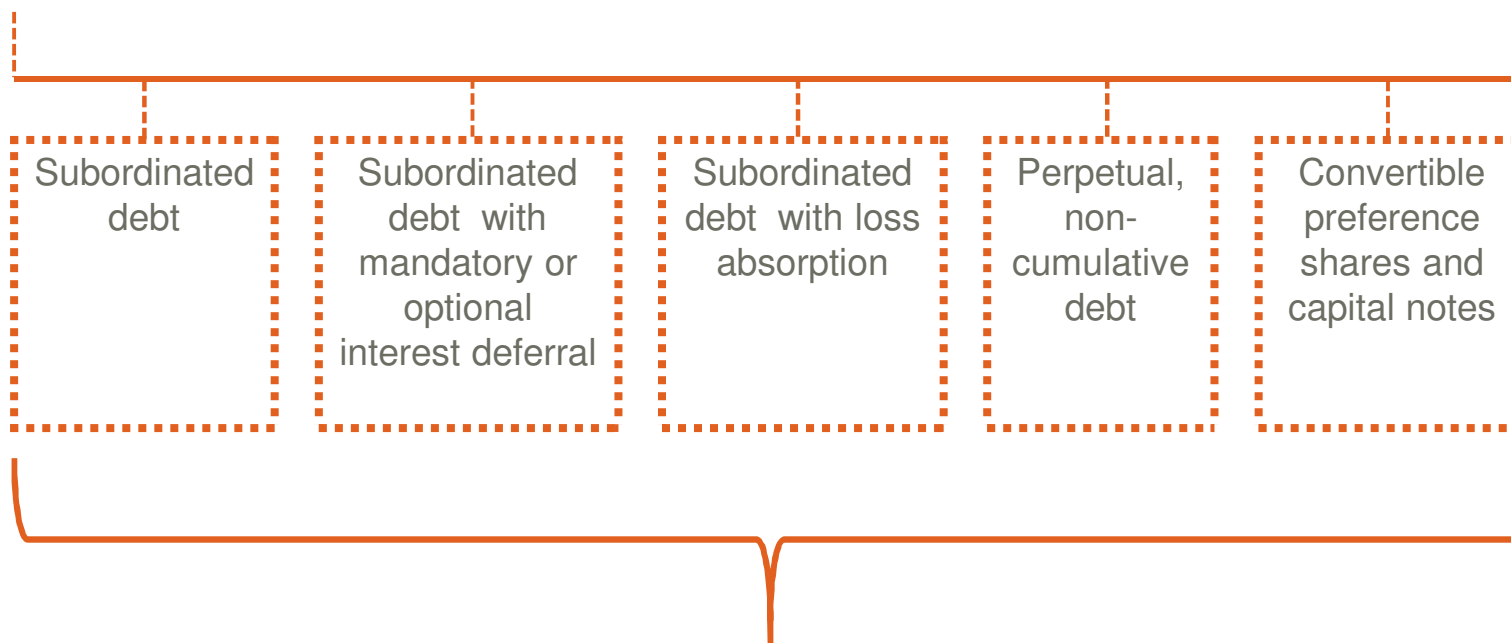 Subordinated
debt
Subordinated
debt with
mandatory or
optional
interest deferral
Subordinated
debt with loss
absorption
Perpetual,
non-
cumulative
debt
Convertible
preference
shares and
capital notes